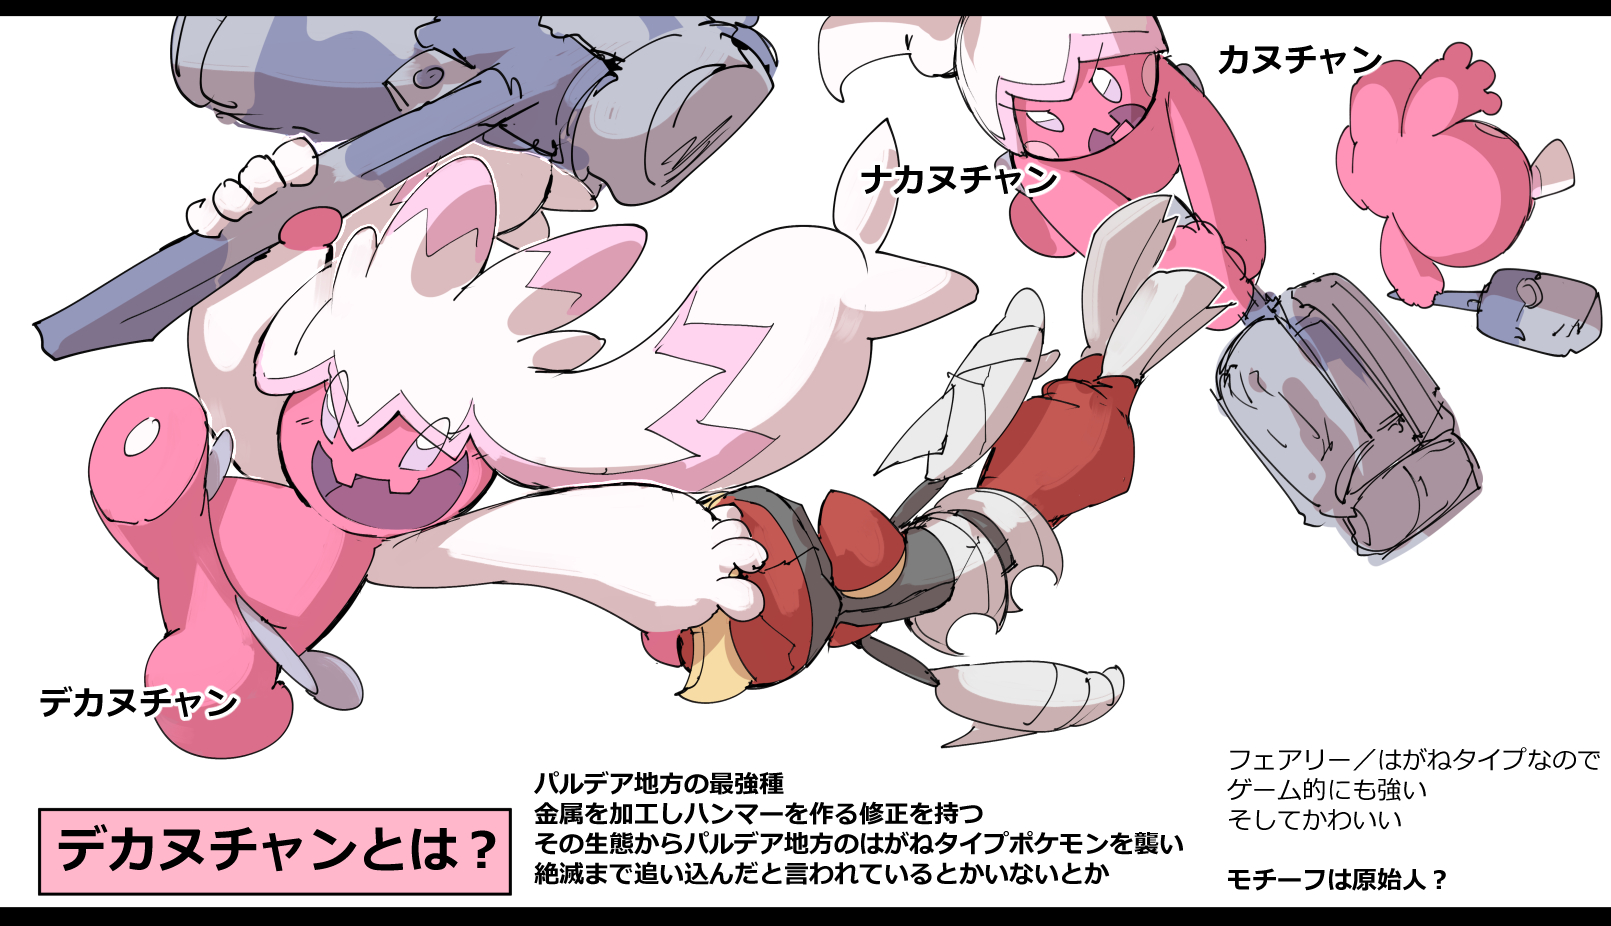 カヌチャン
ナカヌチャン
デカヌチャン
デカヌチャンとは？
パルデア地方の最強種
金属を加工しハンマーを作る修正を持つ
その生態からパルデア地方のはがねタイプポケモンを襲い
絶滅まで追い込んだと言われているとかいないとか
フェアリー／はがねタイプなので
ゲーム的にも強い
そしてかわいい
モチーフは原始人？